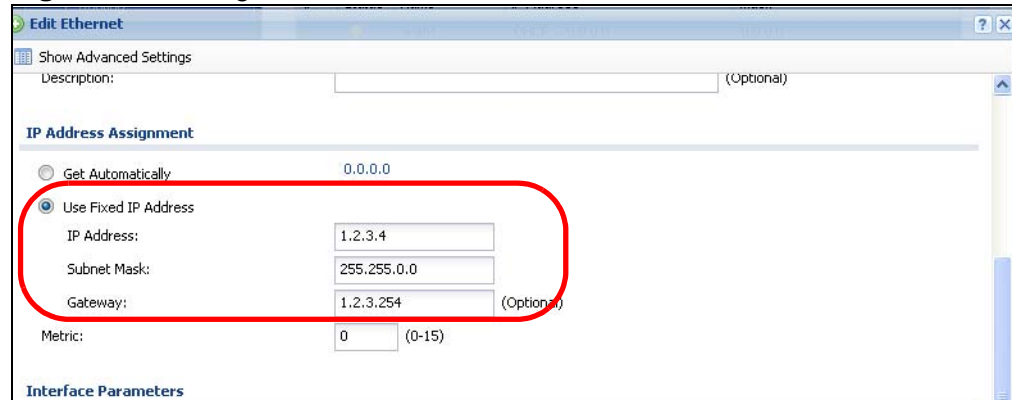 Edit Ethernet
Show Advanced Settings
Description: (Optional)
IP Address Assignment
Get Automatically 0.0.0.0
Use Fixed IP Address
IP Address: 1.2.3.4
Subnet Mask: 255.255.0.0
Gateway: 1.2.3.254 (Optional)
Metric: 0 (0-15)
Interface Parameters